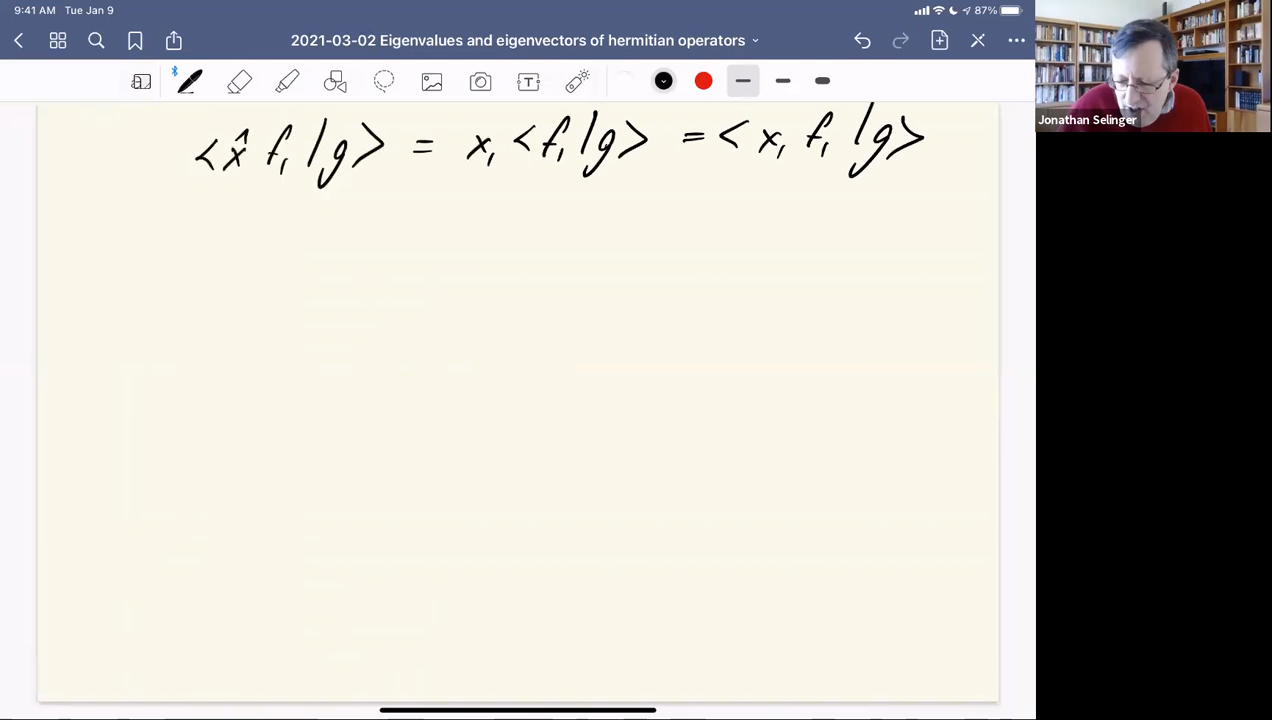 9:41 AM Tue Jan 9 87%
2021-03-02 Eigenvalues and eigenvectors of hermitian operators
T
Jonathan Selinger
<x̂ f₁|g> = x₁<f₁|g> = <x₁ f₁|g>